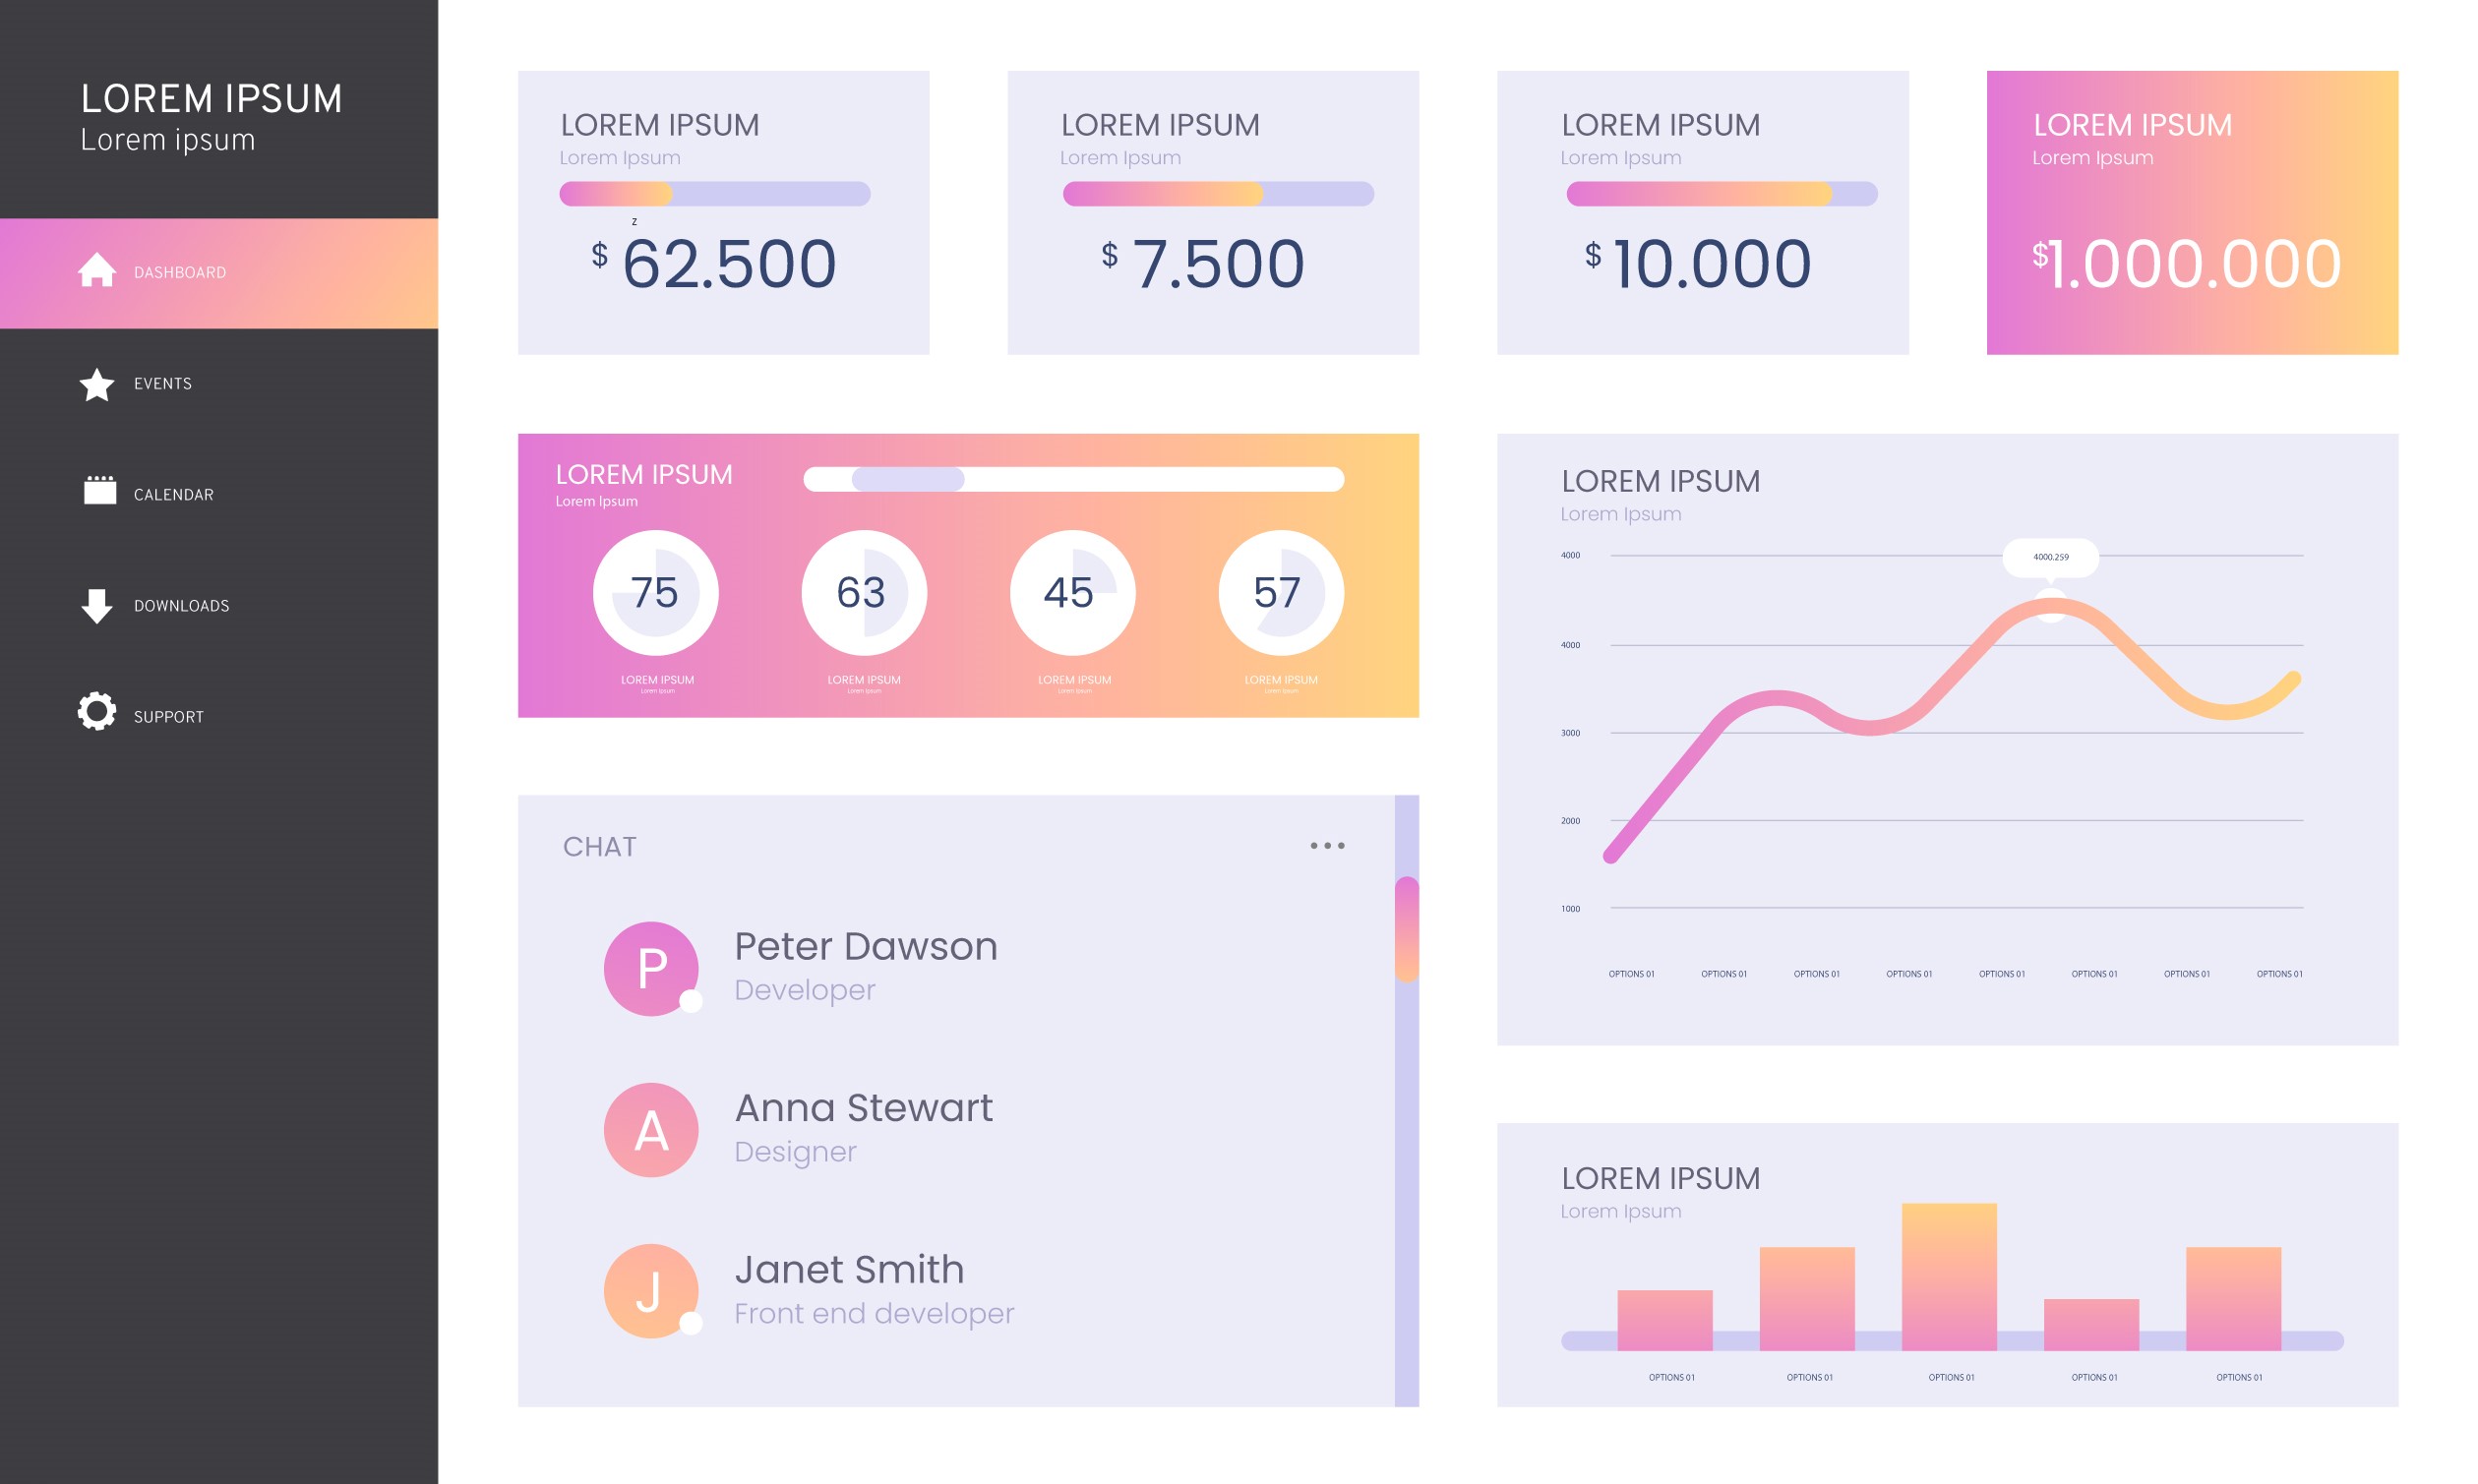 LOREM IPSUM
Lorem ipsum
DASHBOARD
EVENTS
CALENDAR
DOWNLOADS
SUPPORT
LOREM IPSUM
Lorem Ipsum
z
$ 62.500
LOREM IPSUM
Lorem Ipsum
$ 7.500
LOREM IPSUM
Lorem Ipsum
$ 10.000
LOREM IPSUM
Lorem Ipsum
$1.000.000
LOREM IPSUM
Lorem Ipsum
75
LOREM IPSUM
Lorem Ipsum
63
LOREM IPSUM
Lorem Ipsum
45
LOREM IPSUM
Lorem Ipsum
57
LOREM IPSUM
Lorem Ipsum
CHAT
P
Peter Dawson
Developer
A
Anna Stewart
Designer
J
Janet Smith
Front end developer
LOREM IPSUM
Lorem Ipsum
4000.259
4000
4000
3000
2000
1000
OPTIONS 01 OPTIONS 01 OPTIONS 01 OPTIONS 01 OPTIONS 01 OPTIONS 01 OPTIONS 01 OPTIONS 01
LOREM IPSUM
Lorem Ipsum
OPTIONS 01 OPTIONS 01 OPTIONS 01 OPTIONS 01 OPTIONS 01